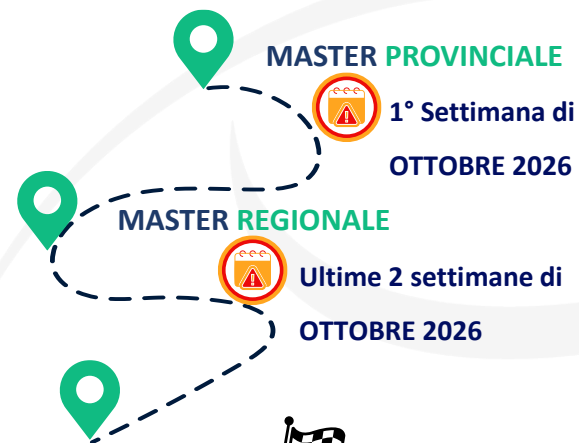 MASTER PROVINCIALE
1° Settimana di
OTTOBRE 2026
MASTER REGIONALE
Ultime 2 settimane di
OTTOBRE 2026